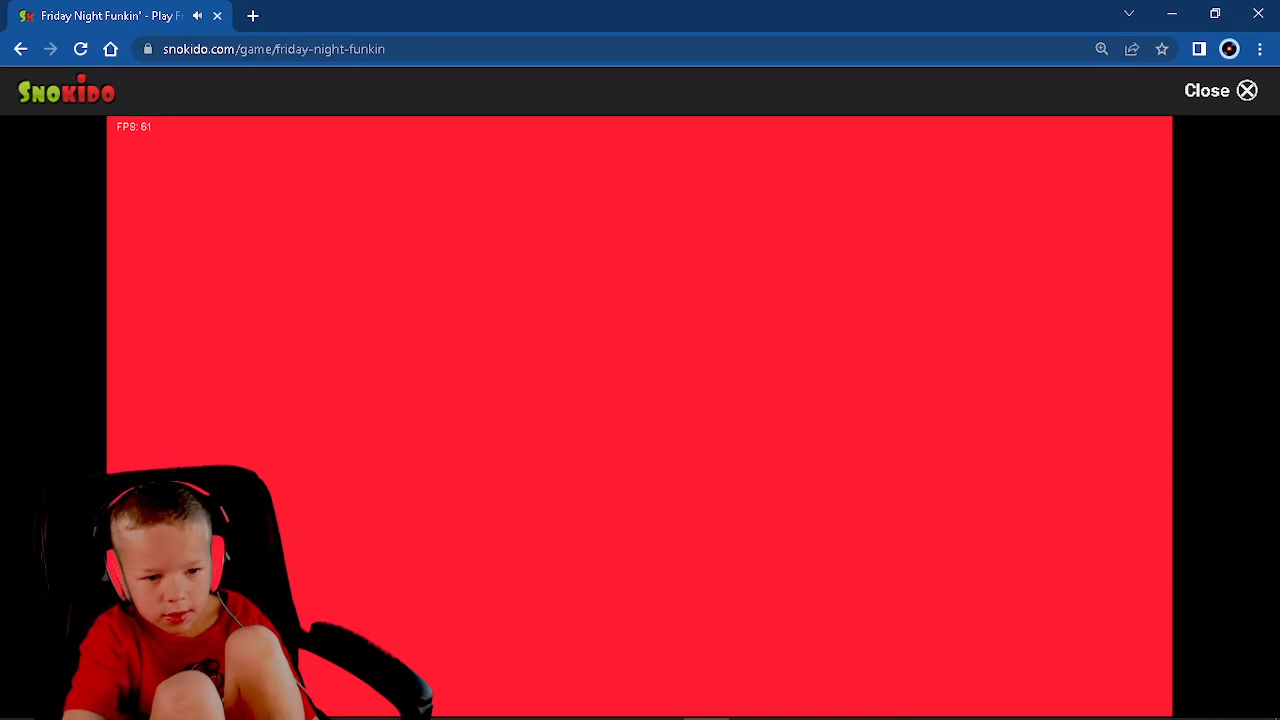 Friday Night Funkin' - Play F
snokido.com/game/friday-night-funkin
SNOKIDO
Close
FPS: 61